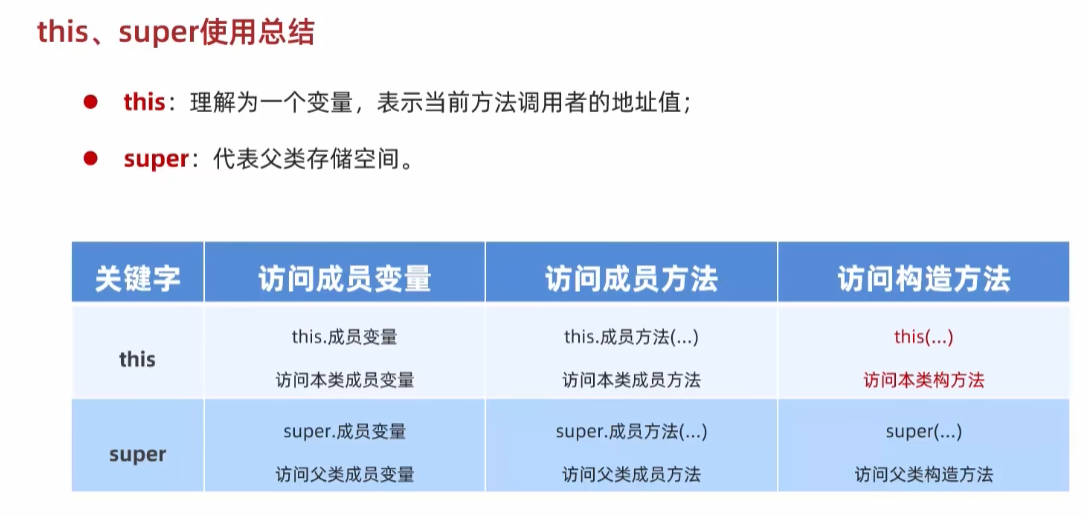 this、super使用总结
this：理解为一个变量，表示当前方法调用者的地址值；
super：代表父类存储空间。
关键字 访问成员变量 访问成员方法 访问构造方法
this
this.成员变量
访问本类成员变量
this.成员方法(...)
访问本类成员方法
this(...)
访问本类构方法
super
super.成员变量
访问父类成员变量
super.成员方法(...)
访问父类成员方法
super(...)
访问父类构造方法